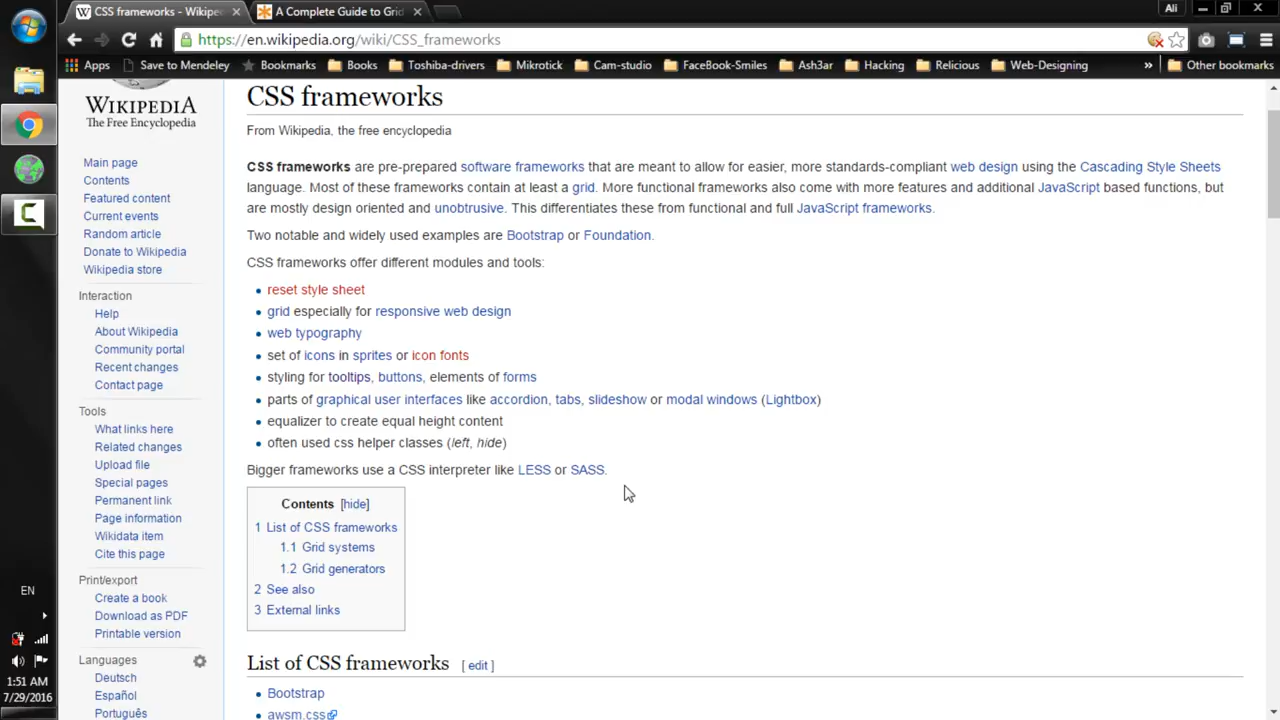 CSS frameworks - Wikiped
A Complete Guide to Grid
Ali
https://en.wikipedia.org/wiki/CSS_frameworks
Apps
Save to Mendeley
Bookmarks
Books
Toshiba-drivers
Mikrotick
Cam-studio
FaceBook-Smiles
Ash3ar
Hacking
Relicious
Web-Designing
»
Other bookmarks
WIKIPEDIA
The Free Encyclopedia
Main page
Contents
Featured content
Current events
Random article
Donate to Wikipedia
Wikipedia store
Interaction
Help
About Wikipedia
Community portal
Recent changes
Contact page
Tools
What links here
Related changes
Upload file
Special pages
Permanent link
Page information
Wikidata item
Cite this page
Print/export
Create a book
Download as PDF
Printable version
Languages
Deutsch
Español
Português
CSS frameworks
From Wikipedia, the free encyclopedia
CSS frameworks are pre-prepared software frameworks that are meant to allow for easier, more standards-compliant web design using the Cascading Style Sheets
language. Most of these frameworks contain at least a grid. More functional frameworks also come with more features and additional JavaScript based functions, but
are mostly design oriented and unobtrusive. This differentiates these from functional and full JavaScript frameworks.
Two notable and widely used examples are Bootstrap or Foundation.
CSS frameworks offer different modules and tools:
• reset style sheet
• grid especially for responsive web design
• web typography
• set of icons in sprites or icon fonts
• styling for tooltips, buttons, elements of forms
• parts of graphical user interfaces like accordion, tabs, slideshow or modal windows (Lightbox)
• equalizer to create equal height content
• often used css helper classes (left, hide)
Bigger frameworks use a CSS interpreter like LESS or SASS.
Contents [hide]
1 List of CSS frameworks
1.1 Grid systems
1.2 Grid generators
2 See also
3 External links
List of CSS frameworks [ edit ]
• Bootstrap
• awsm.css
EN
1:51 AM
7/29/2016